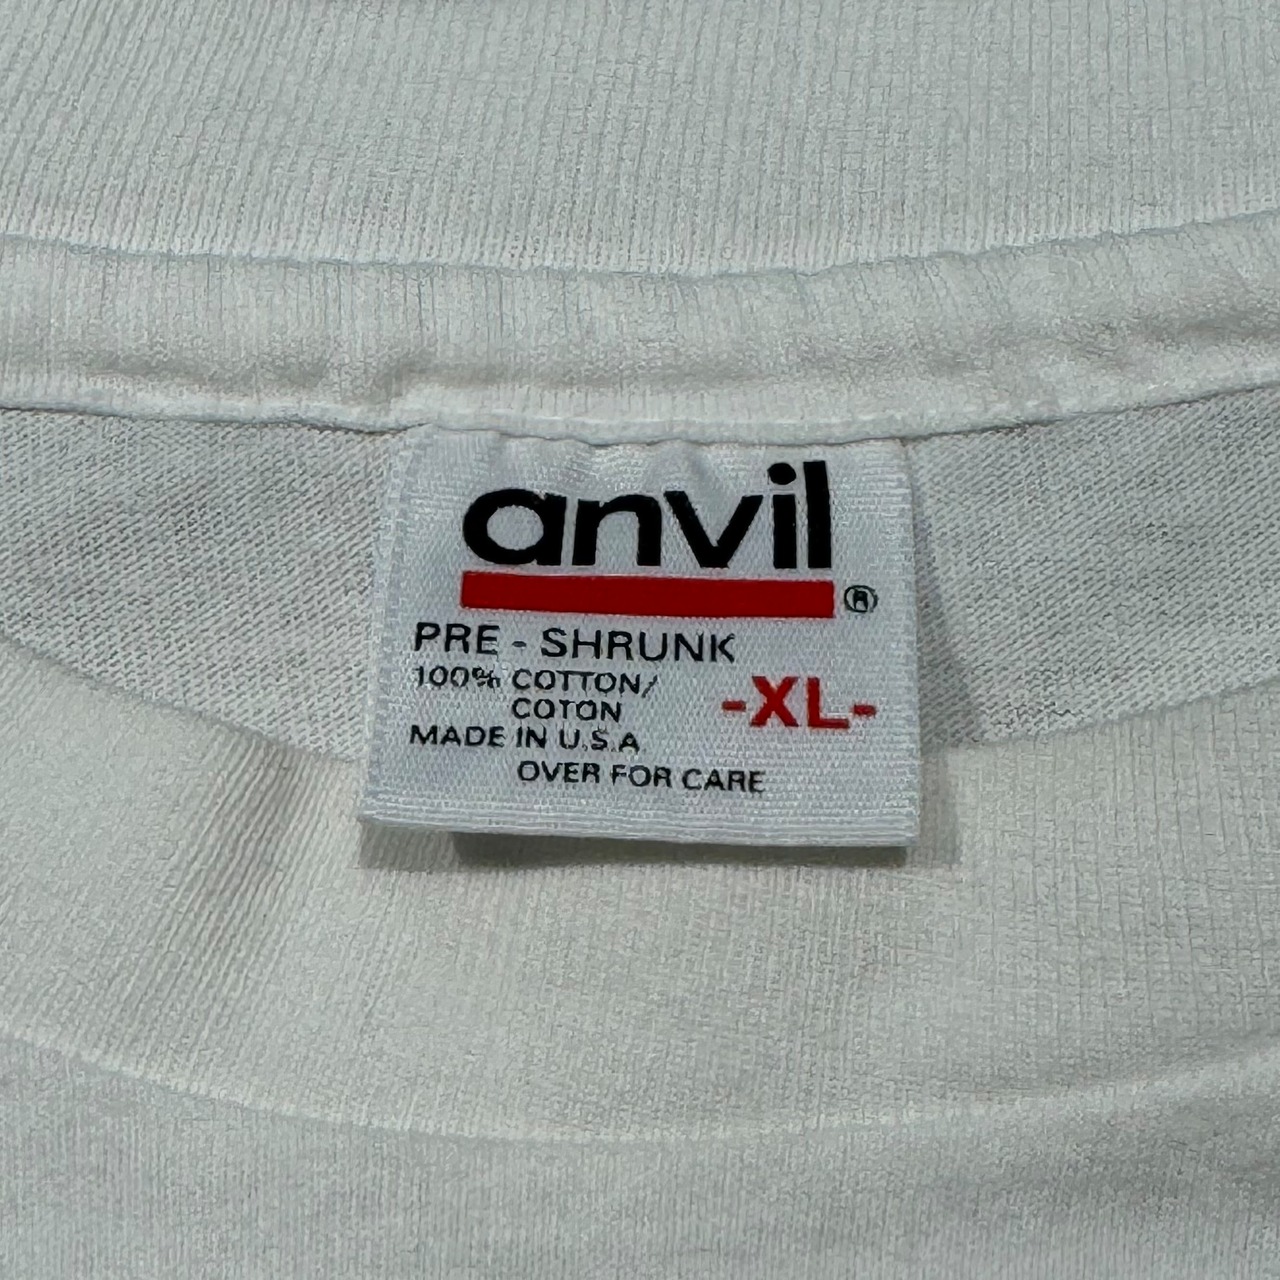 anvil
®
PRE - SHRUNK
100% COTTON/
COTON
-XL-
MADE IN U.S.A
OVER FOR CARE